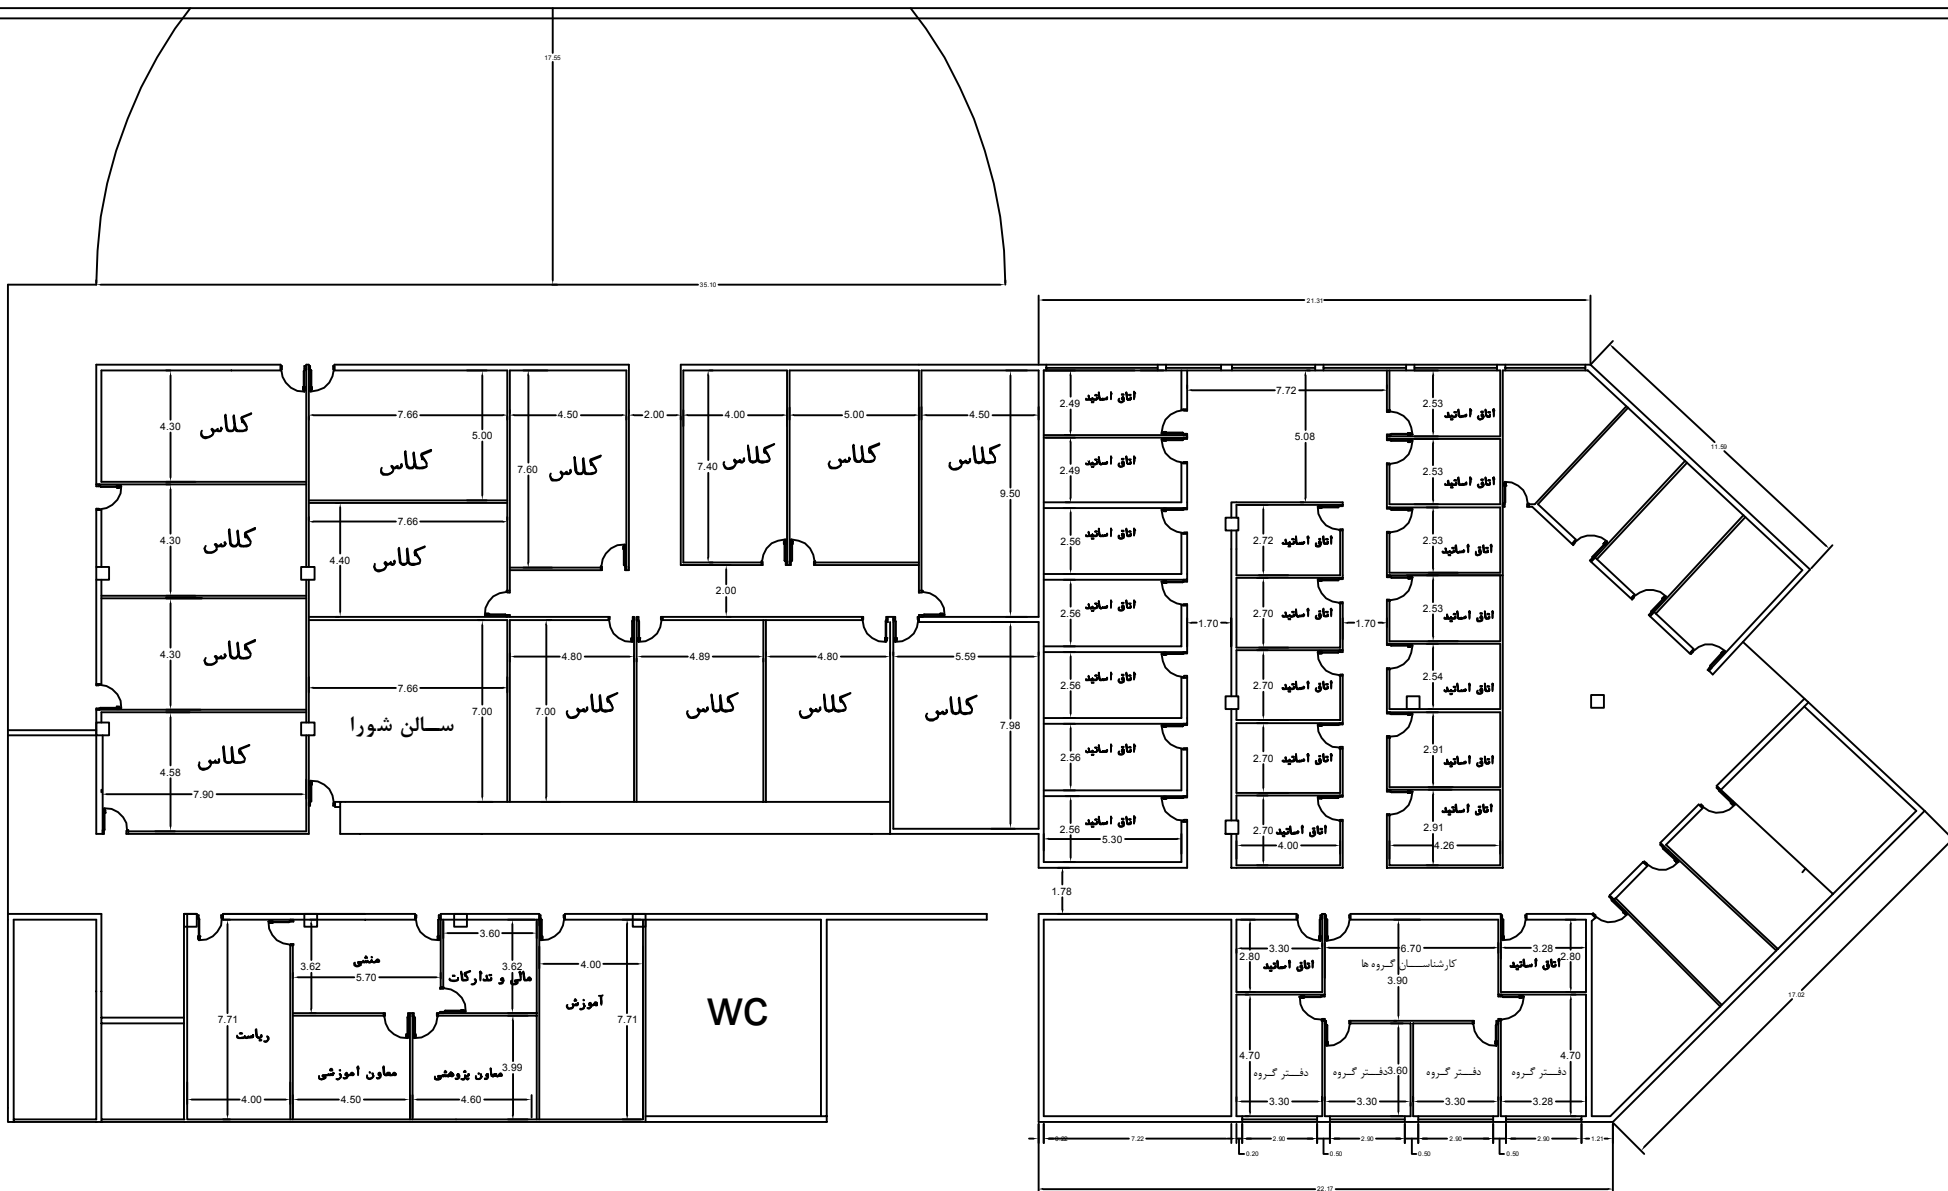 17.55
35.10
21.31
11.59
17.02
4.30
کلاس
7.66
5.00
کلاس
4.50
7.60
کلاس
2.00
4.00
7.40
کلاس
5.00
کلاس
4.50
9.50
کلاس
4.30
کلاس
7.66
4.40
کلاس
2.00
4.30
کلاس
4.58
7.90
کلاس
7.66
7.00
سالن شورا
4.80
7.00
کلاس
4.89
کلاس
4.80
کلاس
5.59
7.98
کلاس
2.49
اتاق اساتید
2.49
اتاق اساتید
2.56
اتاق اساتید
2.56
اتاق اساتید
2.56
اتاق اساتید
2.56
اتاق اساتید
2.56
اتاق اساتید
5.30
7.72
5.08
1.70
1.70
2.72
اتاق اساتید
2.70
اتاق اساتید
2.70
اتاق اساتید
2.70
اتاق اساتید
2.70
اتاق اساتید
4.00
2.53
اتاق اساتید
2.53
اتاق اساتید
2.53
اتاق اساتید
2.53
اتاق اساتید
2.54
اتاق اساتید
2.91
اتاق اساتید
2.91
اتاق اساتید
4.26
1.78
7.71
ریاست
4.00
3.62
منشی
5.70
3.60
3.62
مالی و تدارکات
معاون آموزشی
4.50
3.99
معاون پژوهشی
4.60
4.00
آموزش
7.71
WC
3.30
2.80
اتاق اساتید
6.70
کارشناسان گروه ها
3.90
3.28
2.80
اتاق اساتید
4.70
دفتر گروه
3.30
3.60
دفتر گروه
3.30
دفتر گروه
3.30
4.70
دفتر گروه
3.28
7.22
2.90
2.90
2.90
2.90
1.21
0.20
0.50
0.50
0.50
22.17